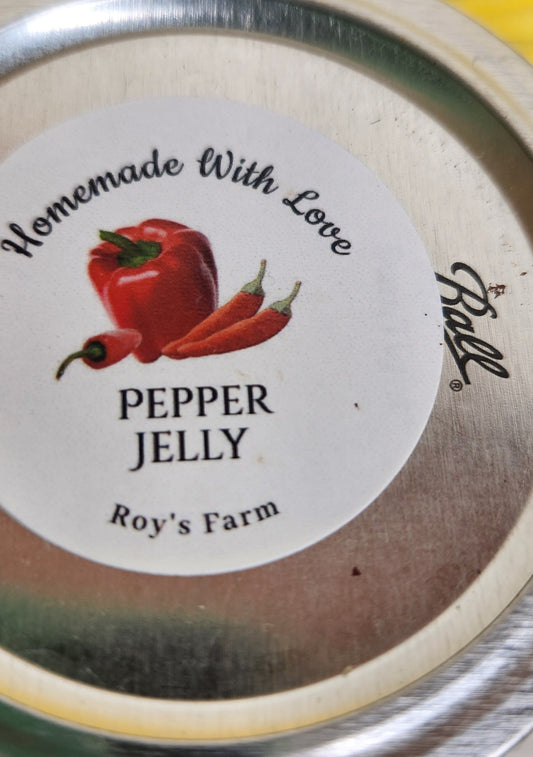 Homemade With Love
PEPPER
JELLY
Roy's Farm
Ball®